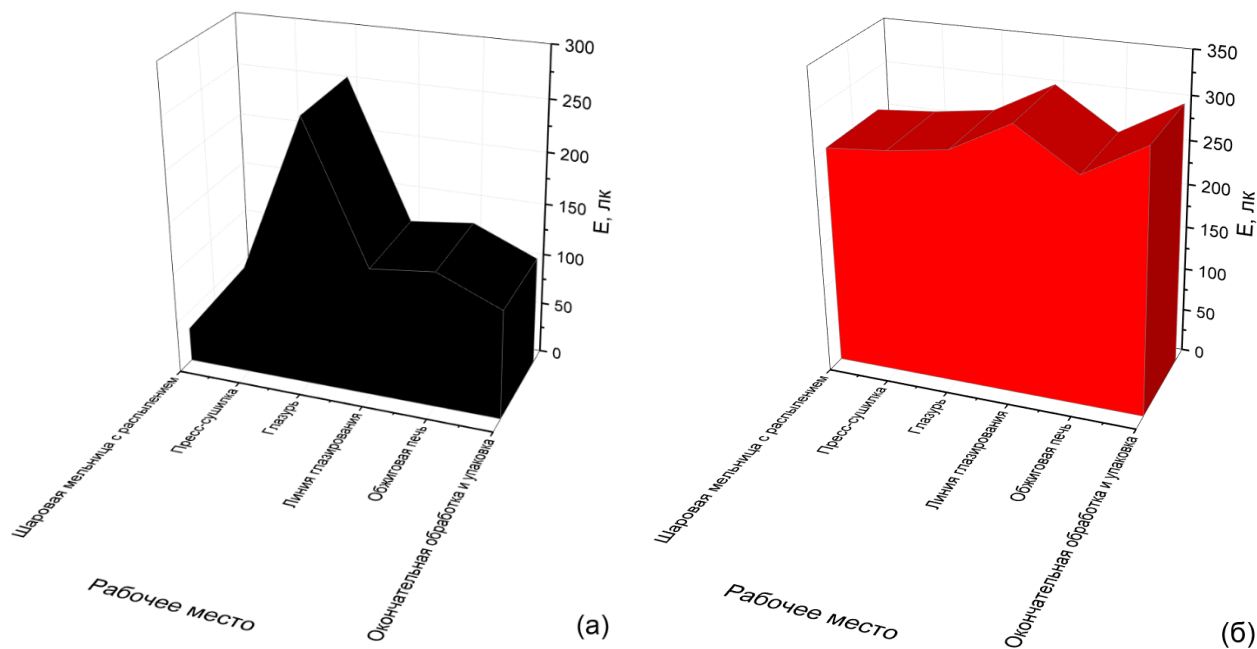 300
250
200
150
100
50
0
Е, лк
Шаровая мельница с распылением
Пресс-сушилка
Глазурь
Линия глазирования
Обжиговая печь
Окончательная обработка и упаковка
Рабочее место
(а)
350
300
250
200
150
100
50
0
Е, лк
Шаровая мельница с распылением
Пресс-сушилка
Глазурь
Линия глазирования
Обжиговая печь
Окончательная обработка и упаковка
Рабочее место
(б)